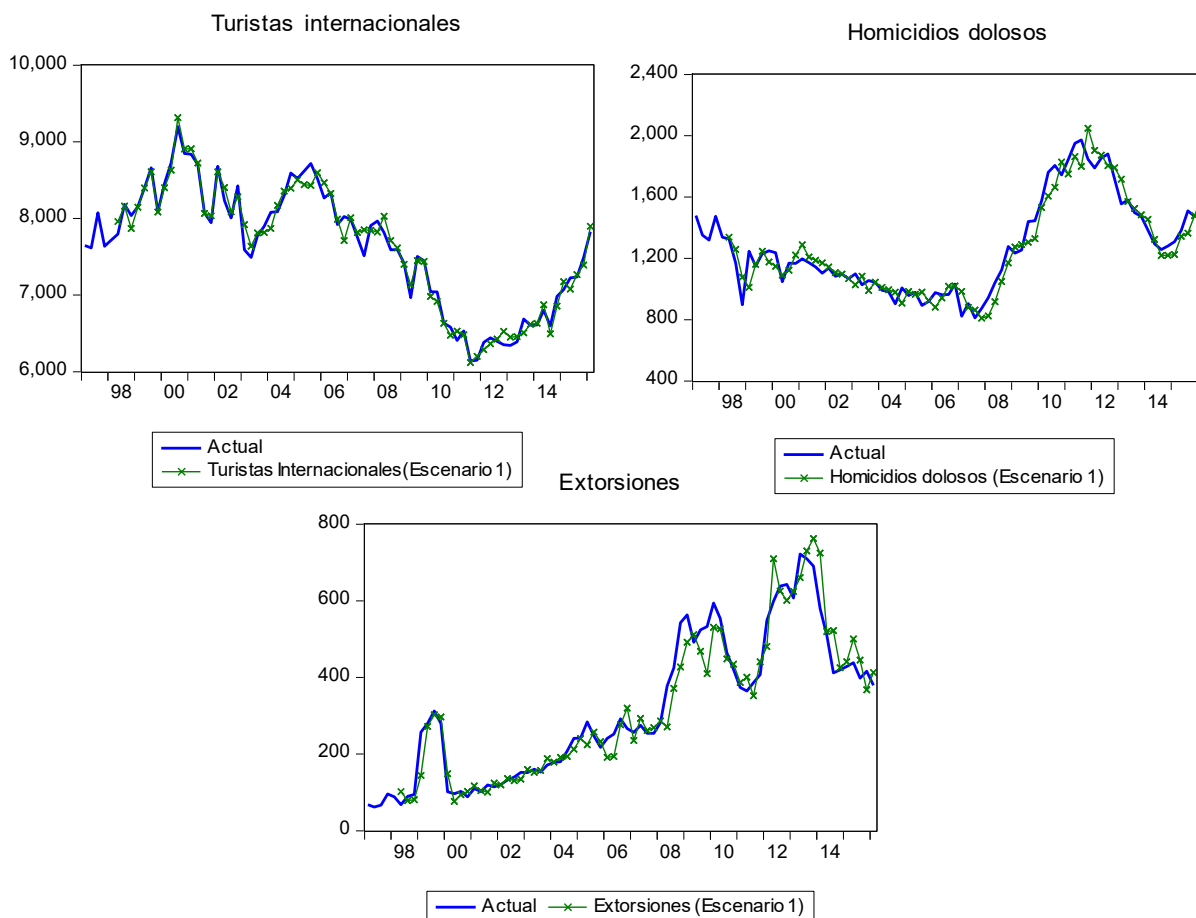 Turistas internacionales
10,000
9,000
8,000
7,000
6,000
98 00 02 04 06 08 10 12 14
Actual
Turistas Internacionales (Escenario 1)
Homicidios dolosos
2,400
2,000
1,600
1,200
800
400
98 00 02 04 06 08 10 12 14
Actual
Homicidios dolosos (Escenario 1)
Extorsiones
800
600
400
200
0
98 00 02 04 06 08 10 12 14
Actual Extorsiones (Escenario 1)